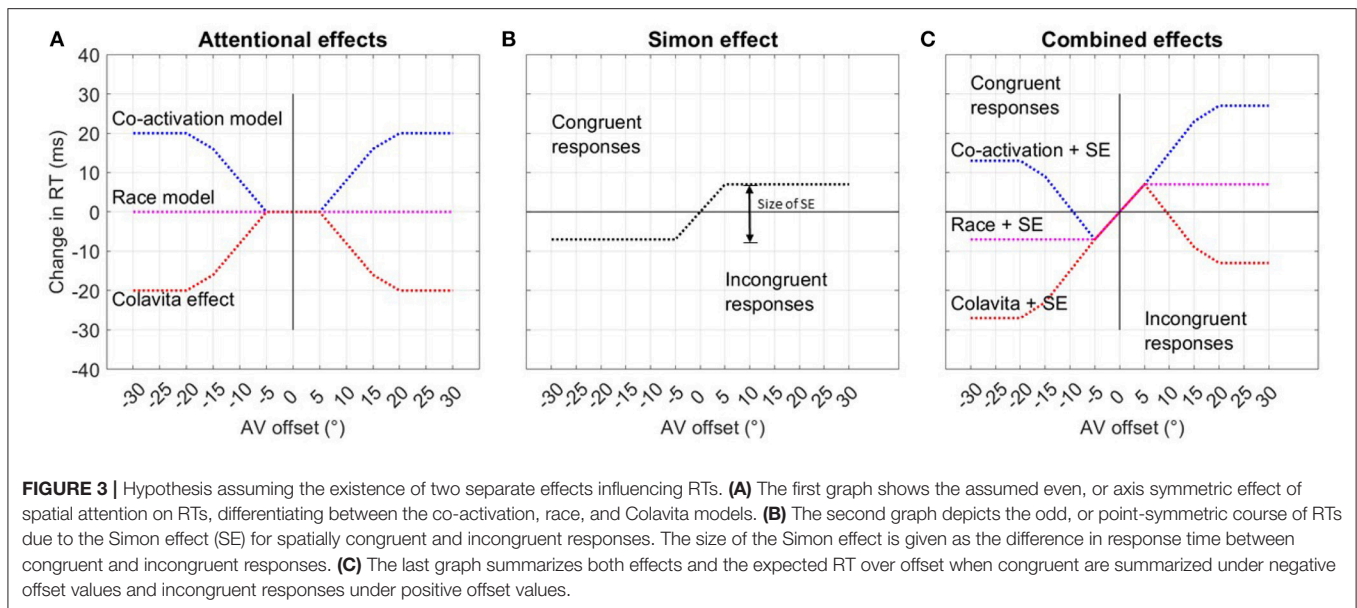 A
Attentional effects
40
30
20
10
0
-10
-20
-30
-40
Change in RT (ms)
Co-activation model
Race model
Colavita effect
-30
-25
-20
-15
-10
-5
0
5
10
15
20
25
30
AV offset (°)
B
Simon effect
Congruent
responses
Size of SE
Incongruent
responses
-30
-25
-20
-15
-10
-5
0
5
10
15
20
25
30
AV offset (°)
C
Combined effects
Congruent
responses
Co-activation + SE
Race + SE
Colavita + SE
Incongruent
responses
-30
-25
-20
-15
-10
-5
0
5
10
15
20
25
30
AV offset (°)
FIGURE 3 | Hypothesis assuming the existence of two separate effects influencing RTs. (A) The first graph shows the assumed even, or axis symmetric effect of
spatial attention on RTs, differentiating between the co-activation, race, and Colavita models. (B) The second graph depicts the odd, or point-symmetric course of RTs
due to the Simon effect (SE) for spatially congruent and incongruent responses. The size of the Simon effect is given as the difference in response time between
congruent and incongruent responses. (C) The last graph summarizes both effects and the expected RT over offset when congruent are summarized under negative
offset values and incongruent responses under positive offset values.